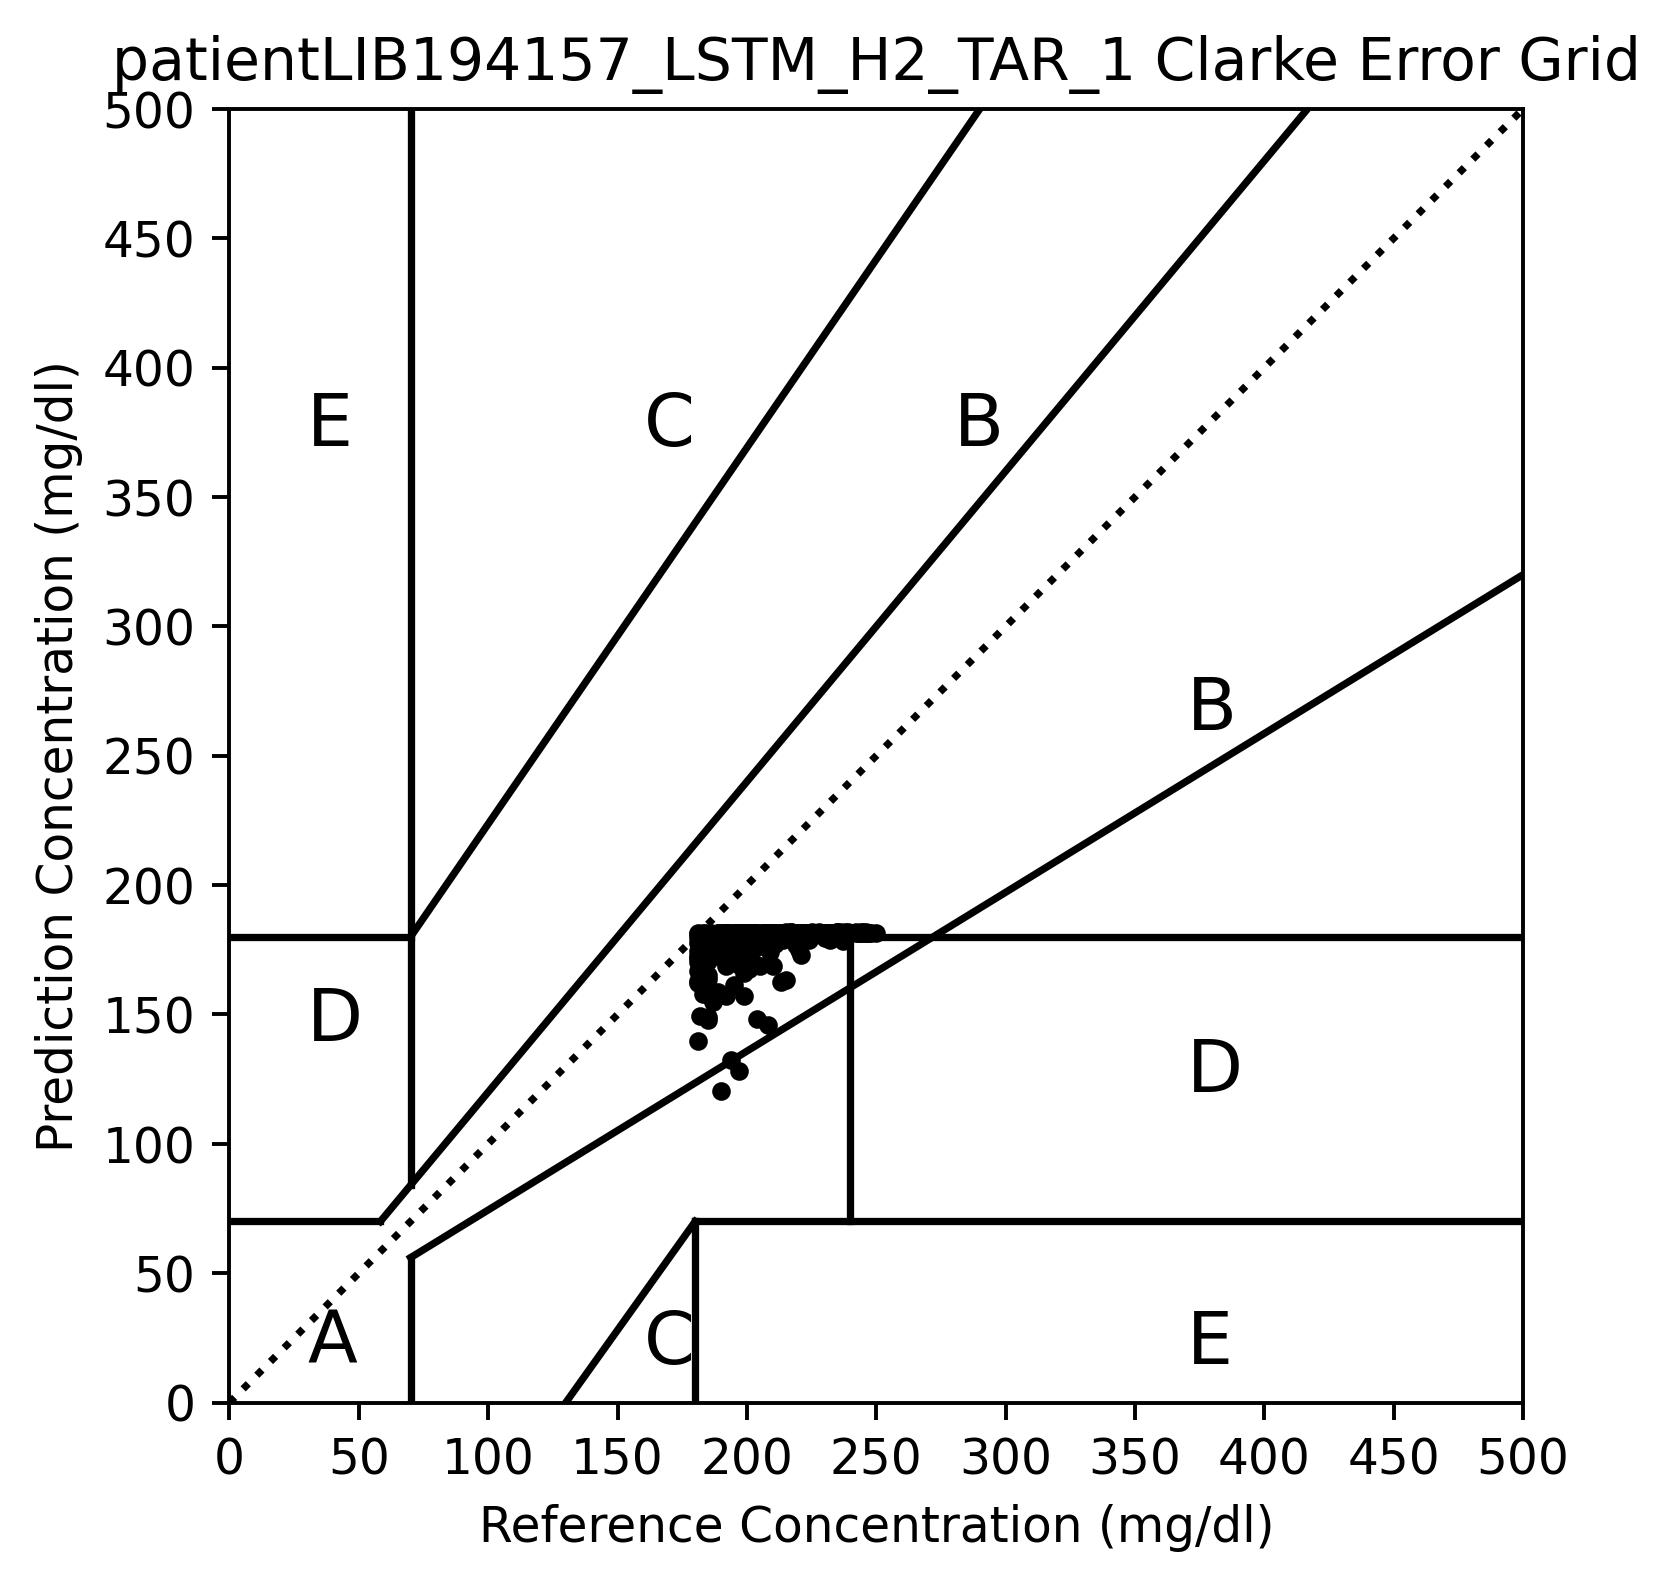 patientLIB194157_LSTM_H2_TAR_1 Clarke Error Grid
500
450
400
350
300
250
200
150
100
50
0
Prediction Concentration (mg/dl)
E
C
B
B
D
D
A
C
E
0 50 100 150 200 250 300 350 400 450 500
Reference Concentration (mg/dl)